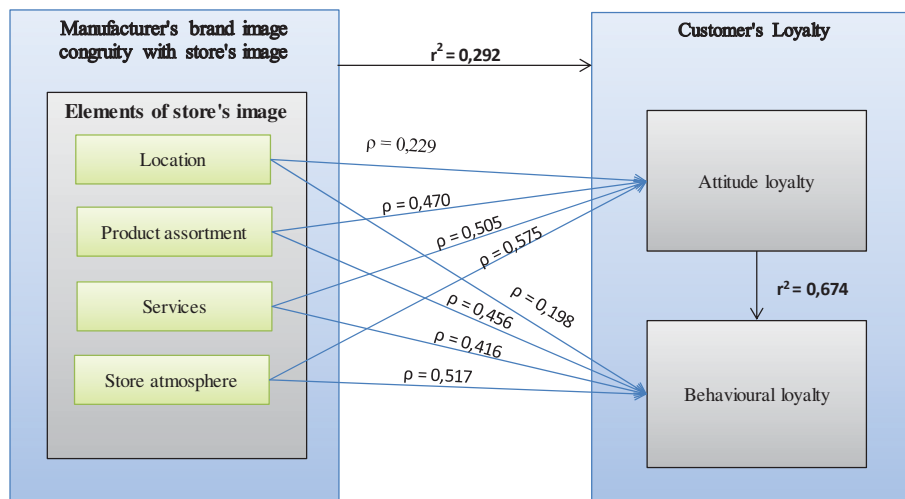 Manufacturer's brand image
congruity with store's image
Elements of store's image
Location
Product assortment
Services
Store atmosphere
r² = 0,292
ρ = 0,229
ρ = 0,470
ρ = 0,505
ρ = 0,575
ρ = 0,198
ρ = 0,456
ρ = 0,416
ρ = 0,517
Customer's Loyalty
Attitude loyalty
r² = 0,674
Behavioural loyalty